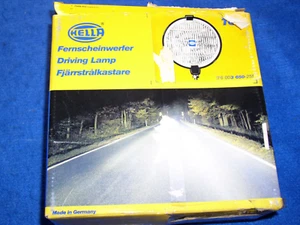 HELLA
Fernscheinwerfer
Driving Lamp
Fjärrstrålkastare
Made in Germany